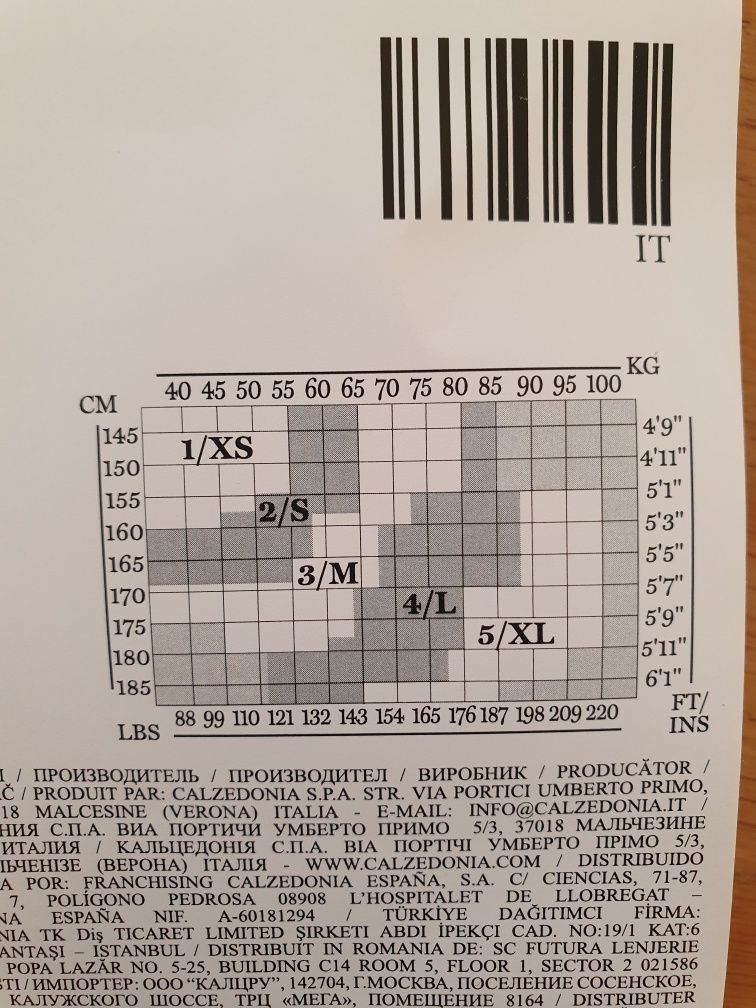 IT
KG
40 45 50 55 60 65 70 75 80 85 90 95 100
CM
145 4'9"
1/XS
150 4'11"
155 5'1"
2/S
160 5'3"
165 5'5"
3/M
170 5'7"
4/L
175 5'9"
5/XL
180 5'11"
185 6'1"
FT/
INS
LBS 88 99 110 121 132 143 154 165 176 187 198 209 220
/ ПРОИЗВОДИТЕЛЬ / ПРОИЗВОДИТЕЛ / ВИРОБНИК / PRODUCĂTOR /
/ PRODUIT PAR: CALZEDONIA S.P.A. STR. VIA PORTICI UMBERTO PRIMO,
18 MALCESINE (VERONA) ITALIA - E-MAIL: INFO@CALZEDONIA.IT /
С.П.А. ВИА ПОРТИЧИ УМБЕРТО ПРИМО 5/3, 37018 МАЛЬЧЕЗИНЕ
ИТАЛИЯ / КАЛЬЦЕДОНІЯ С.П.А. ВІА ПОРТІЧІ УМБЕРТО ПРІМО 5/3,
(ВЕРОНА) ІТАЛІЯ - WWW.CALZEDONIA.COM / DISTRIBUIDO
POR: FRANCHISING CALZEDONIA ESPAÑA, S.A. C/ CIENCIAS, 71-87,
7, POLÍGONO PEDROSA 08908 L'HOSPITALET DE LLOBREGAT –
ESPAÑA NIF. A-60181294 / TÜRKİYE DAĞITIMCI FİRMA:
TK Diş TICARET LIMITED ŞIRKETI ABDI İPEKÇI CAD. NO:19/1 KAT:6
– ISTANBUL / DISTRIBUIT IN ROMANIA DE: SC FUTURA LENJERIE
POPA LAZĂR NO. 5-25, BUILDING C14 ROOM 5, FLOOR 1, SECTOR 2 021586
/ ИМПОРТЕР: ООО "КАЛЦРУ", 142704, Г.МОСКВА, ПОСЕЛЕНИЕ СОСЕНСКОЕ,
КАЛУЖСКОГО ШОССЕ, ТРЦ «МЕГА», ПОМЕЩЕНИЕ 8164 / DISTRIBUTER